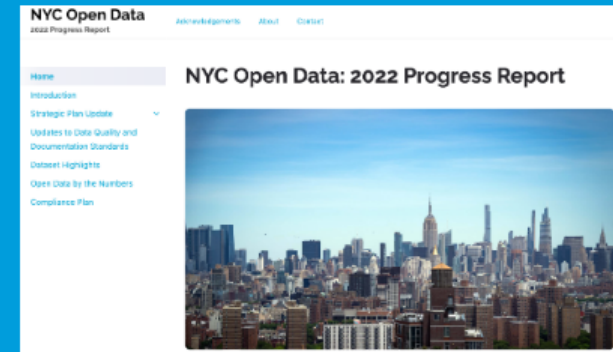 NYC Open Data
2022 Progress Report
Acknowledgements About Contact
Home
Introduction
Strategic Plan Update
Updates to Data Quality and
Documentation Standards
Dataset Highlights
Open Data by the Numbers
Compliance Plan
NYC Open Data: 2022 Progress Report